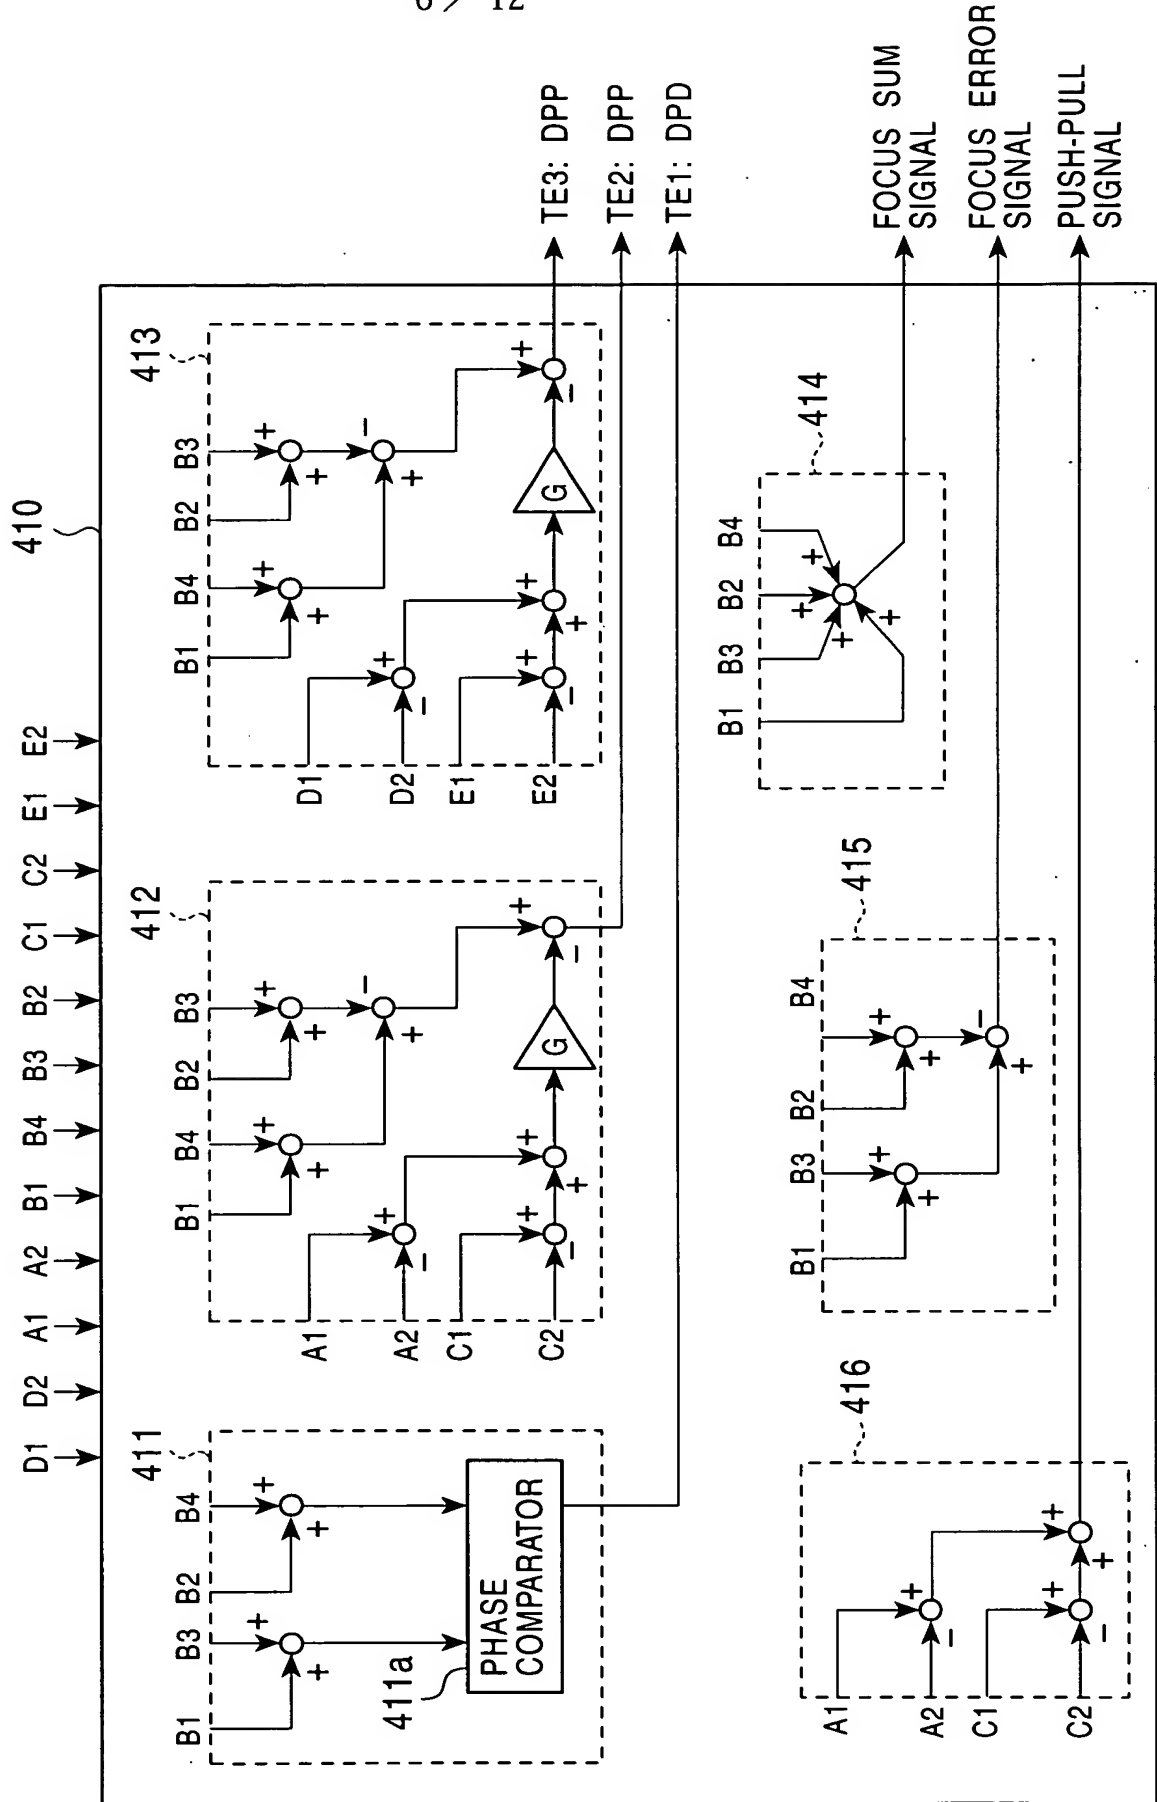 6 / 12
410
D1
D2
A1
A2
B1
B4
B3
B2
C1
C2
E1
E2
411
B1
B3
B2
B4
+
+
+
+
411a
PHASE
COMPARATOR
412
B1
B4
B2
B3
+
+
+
+
−
+
A1
A2
C1
C2
+
−
+
−
+
+
G
+
−
413
B1
B4
B2
B3
+
+
+
+
−
+
D1
D2
E1
E2
+
−
+
−
+
+
G
+
−
TE3: DPP
TE2: DPP
TE1: DPD
416
A1
A2
C1
C2
+
−
+
−
+
+
415
B1
B3
B2
B4
+
+
+
+
−
+
414
B1
B3
B2
B4
+
+
+
+
FOCUS SUM
SIGNAL
FOCUS ERROR
SIGNAL
PUSH-PULL
SIGNAL